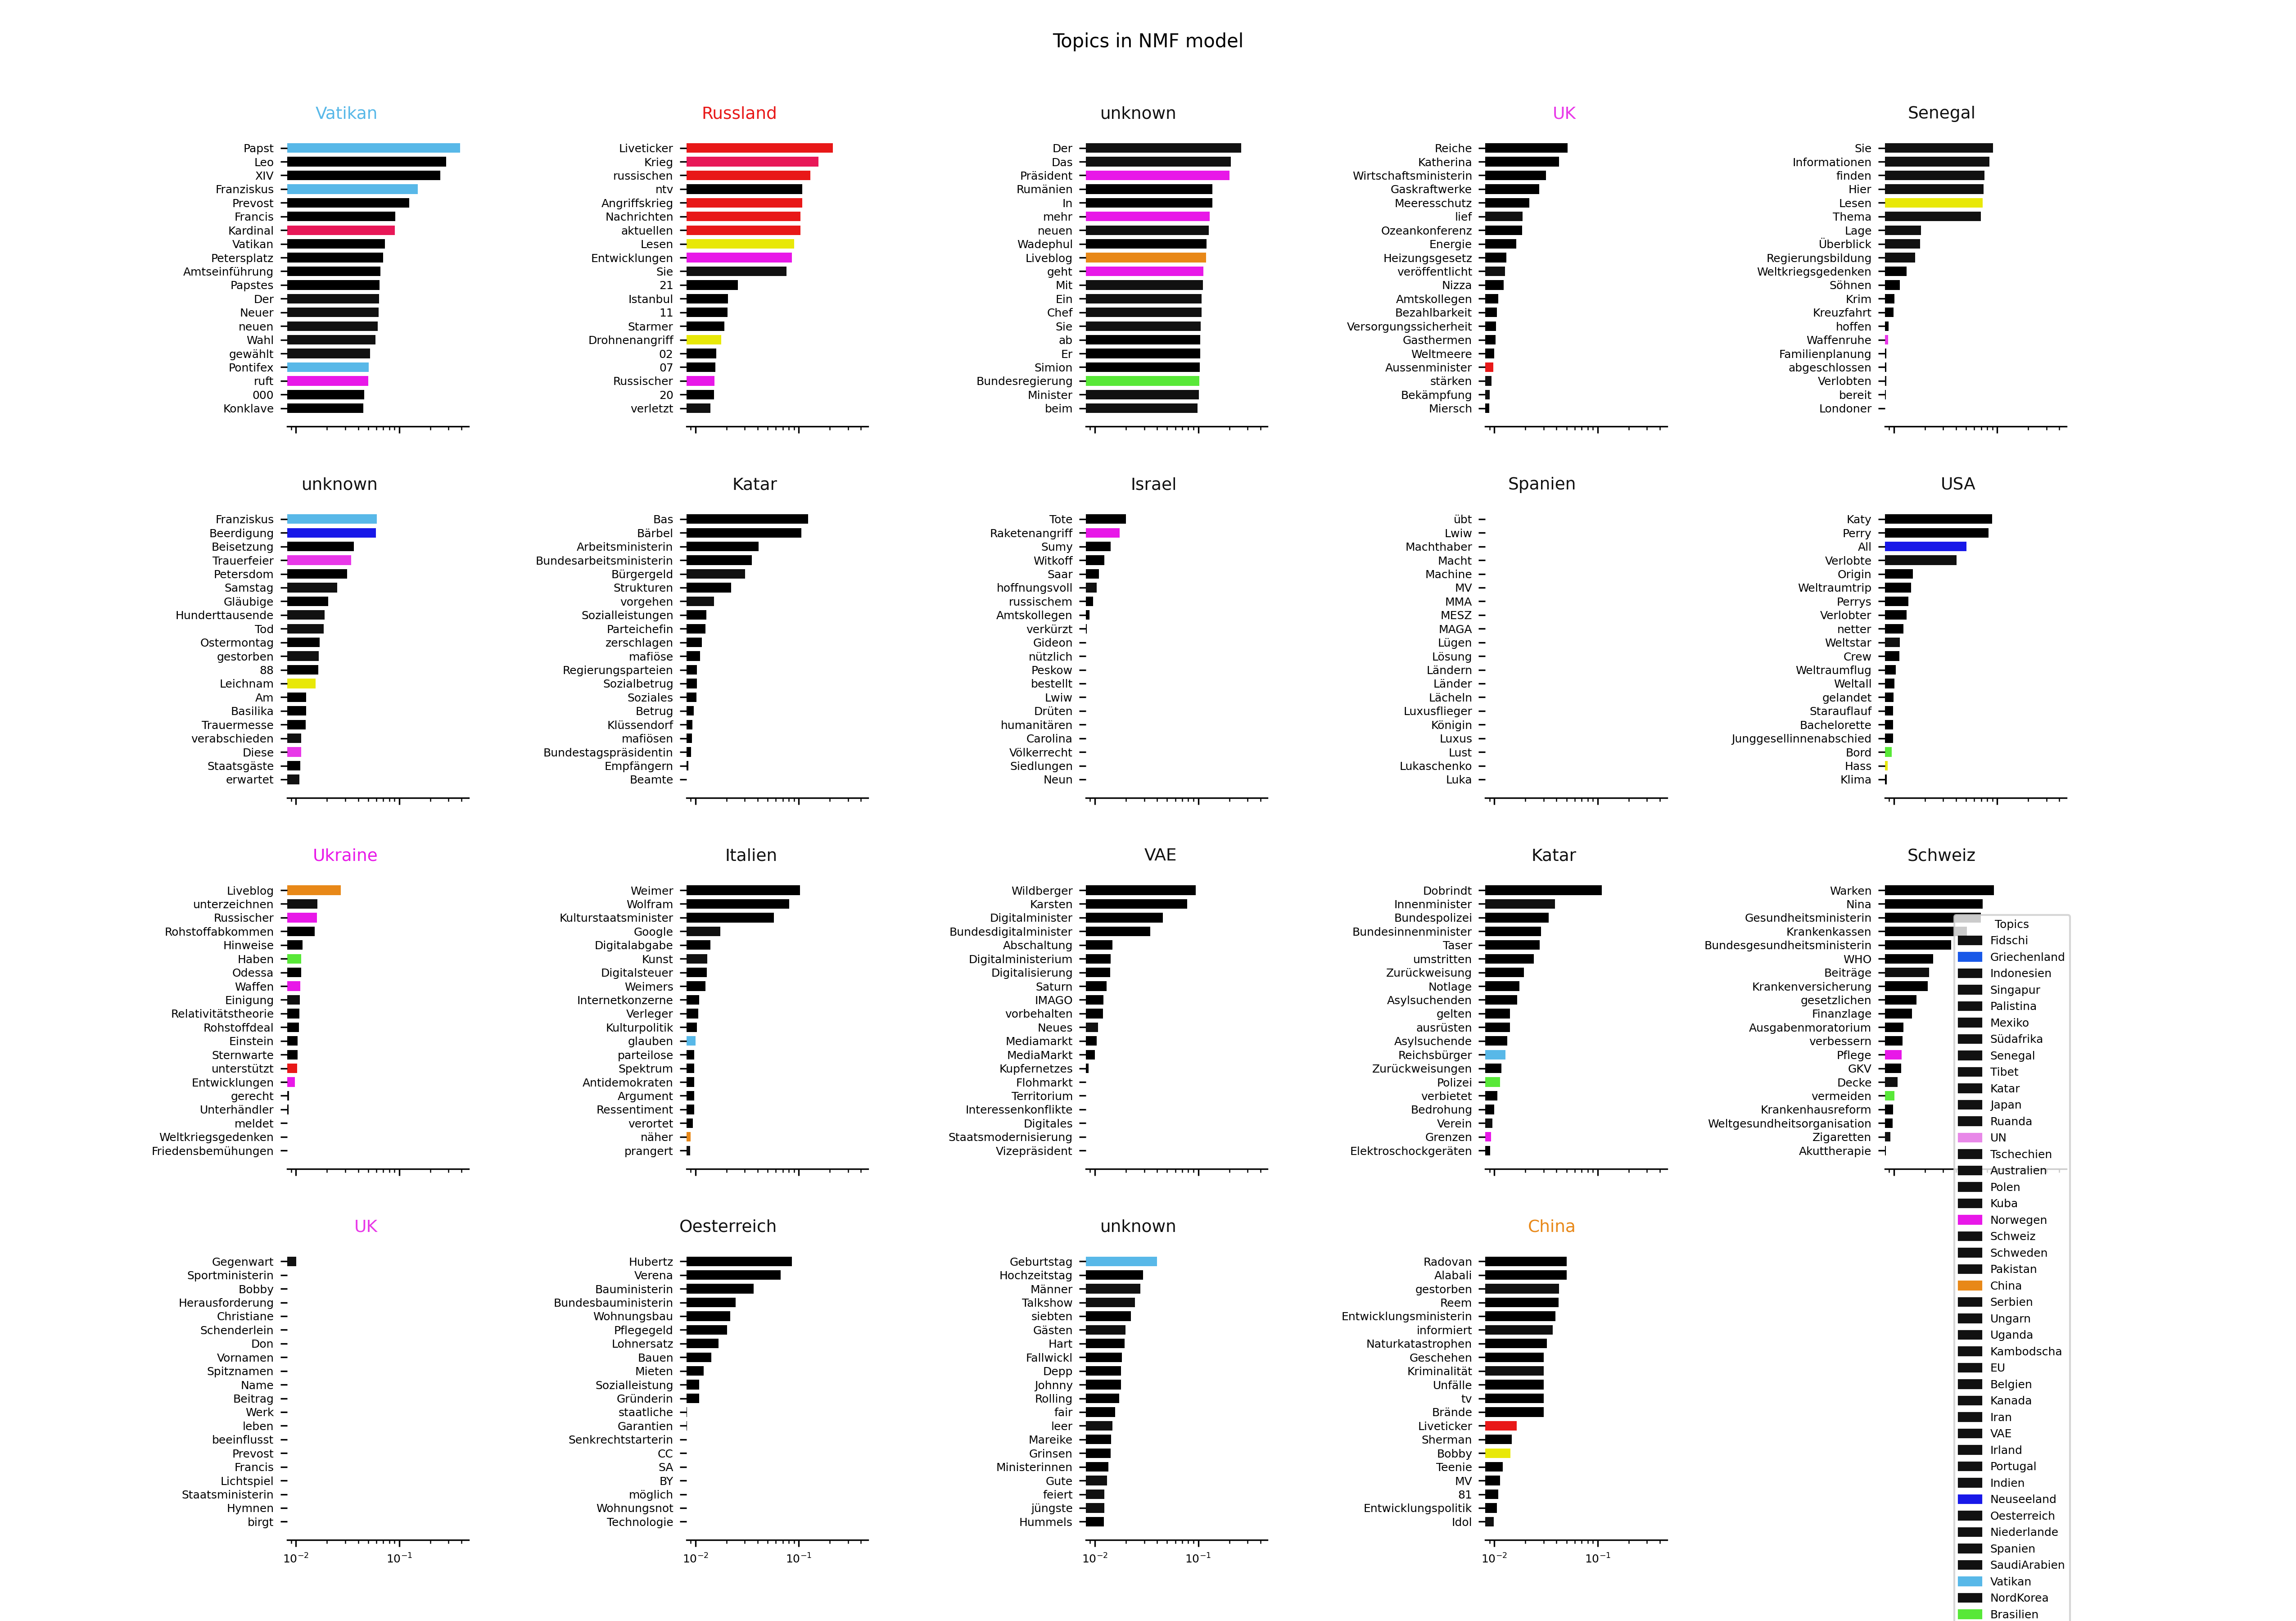 Topics in NMF model
Vatikan
Papst
Leo
XIV
Franziskus
Prevost
Francis
Kardinal
Vatikan
Petersplatz
Amtseinführung
Papstes
Der
Neuer
neuen
Wahl
gewählt
Pontifex
ruft
000
Konklave
Russland
Liveticker
Krieg
russischen
ntv
Angriffskrieg
Nachrichten
aktuellen
Lesen
Entwicklungen
Sie
21
Istanbul
11
Starmer
Drohnenangriff
02
07
Russischer
20
verletzt
unknown
Der
Das
Präsident
Rumänien
In
mehr
neuen
Wadephul
Liveblog
geht
Mit
Ein
Chef
Sie
ab
Er
Simion
Bundesregierung
Minister
beim
UK
Reiche
Katherina
Wirtschaftsministerin
Gaskraftwerke
Meeresschutz
lief
Ozeankonferenz
Energie
Heizungsgesetz
veröffentlicht
Nizza
Amtskollegen
Bezahlbarkeit
Versorgungssicherheit
Gasthermen
Weltmeere
Aussenminister
stärken
Bekämpfung
Miersch
Senegal
Sie
Informationen
finden
Hier
Lesen
Thema
Lage
Überblick
Regierungsbildung
Weltkriegsgedenken
Söhnen
Krim
Kreuzfahrt
hoffen
Waffenruhe
Familienplanung
abgeschlossen
Verlobten
bereit
Londoner
unknown
Franziskus
Beerdigung
Beisetzung
Trauerfeier
Petersdom
Samstag
Gläubige
Hunderttausende
Tod
Ostermontag
gestorben
88
Leichnam
Am
Basilika
Trauermesse
verabschieden
Diese
Staatsgäste
erwartet
Katar
Bas
Bärbel
Arbeitsministerin
Bundesarbeitsministerin
Bürgergeld
Strukturen
vorgehen
Sozialleistungen
Parteichefin
zerschlagen
mafiöse
Regierungsparteien
Sozialbetrug
Soziales
Betrug
Klüssendorf
mafiösen
Bundestagspräsidentin
Empfängern
Beamte
Israel
Tote
Raketenangriff
Sumy
Witkoff
Saar
hoffnungsvoll
russischem
Amtskollegen
verkürzt
Gideon
nützlich
Peskow
bestellt
Lwiw
Drüten
humanitären
Carolina
Völkerrecht
Siedlungen
Neun
Spanien
übt
Lwiw
Machthaber
Macht
Machine
MV
MMA
MESZ
MAGA
Lügen
Lösung
Ländern
Länder
Lächeln
Luxusflieger
Königin
Luxus
Lust
Lukaschenko
Luka
USA
Katy
Perry
All
Verlobte
Origin
Weltraumtrip
Perrys
Verlobter
netter
Weltstar
Crew
Weltraumflug
Weltall
gelandet
Starauflauf
Bachelorette
Junggesellinnenabschied
Bord
Hass
Klima
Ukraine
Liveblog
unterzeichnen
Russischer
Rohstoffabkommen
Hinweise
Haben
Odessa
Waffen
Einigung
Relativitätstheorie
Rohstoffdeal
Einstein
Sternwarte
unterstützt
Entwicklungen
gerecht
Unterhändler
meldet
Weltkriegsgedenken
Friedensbemühungen
Italien
Weimer
Wolfram
Kulturstaatsminister
Google
Digitalabgabe
Kunst
Digitalsteuer
Weimers
Internetkonzerne
Verleger
Kulturpolitik
glauben
parteilose
Spektrum
Antidemokraten
Argument
Ressentiment
verortet
näher
prangert
VAE
Wildberger
Karsten
Digitalminister
Bundesdigitalminister
Abschaltung
Digitalministerium
Digitalisierung
Saturn
IMAGO
vorbehalten
Neues
Mediamarkt
MediaMarkt
Kupfernetzes
Flohmarkt
Territorium
Interessenkonflikte
Digitales
Staatsmodernisierung
Vizepräsident
Katar
Dobrindt
Innenminister
Bundespolizei
Bundesinnenminister
Taser
umstritten
Zurückweisung
Notlage
Asylsuchenden
gelten
ausrüsten
Asylsuchende
Reichsbürger
Zurückweisungen
Polizei
verbietet
Bedrohung
Verein
Grenzen
Elektroschockgeräten
Schweiz
Warken
Nina
Gesundheitsministerin
Krankenkassen
Bundesgesundheitsministerin
WHO
Beiträge
Krankenversicherung
gesetzlichen
Finanzlage
Ausgabenmoratorium
verbessern
Pflege
GKV
Decke
vermeiden
Krankenhausreform
Weltgesundheitsorganisation
Zigaretten
Akuttherapie
UK
Gegenwart
Sportministerin
Bobby
Herausforderung
Christiane
Schenderlein
Don
Vornamen
Spitznamen
Name
Beitrag
Werk
leben
beeinflusst
Prevost
Francis
Lichtspiel
Staatsministerin
Hymnen
birgt
10⁻² 10⁻¹
Oesterreich
Hubertz
Verena
Bauministerin
Bundesbauministerin
Wohnungsbau
Pflegegeld
Lohnersatz
Bauen
Mieten
Sozialleistung
Gründerin
staatliche
Garantien
Senkrechtstarterin
CC
SA
BY
möglich
Wohnungsnot
Technologie
10⁻² 10⁻¹
unknown
Geburtstag
Hochzeitstag
Männer
Talkshow
siebten
Gästen
Hart
Fallwickl
Depp
Johnny
Rolling
fair
leer
Mareike
Grinsen
Ministerinnen
Gute
feiert
jüngste
Hummels
10⁻² 10⁻¹
China
Radovan
Alabali
gestorben
Reem
Entwicklungsministerin
informiert
Naturkatastrophen
Geschehen
Kriminalität
Unfälle
tv
Brände
Liveticker
Sherman
Bobby
Teenie
MV
81
Entwicklungspolitik
Idol
10⁻² 10⁻¹
Topics
Fidschi
Griechenland
Indonesien
Singapur
Palistina
Mexiko
Südafrika
Senegal
Tibet
Katar
Japan
Ruanda
UN
Tschechien
Australien
Polen
Kuba
Norwegen
Schweiz
Schweden
Pakistan
China
Serbien
Ungarn
Uganda
Kambodscha
EU
Belgien
Kanada
Iran
VAE
Irland
Portugal
Indien
Neuseeland
Oesterreich
Niederlande
Spanien
SaudiArabien
Vatikan
NordKorea
Brasilien